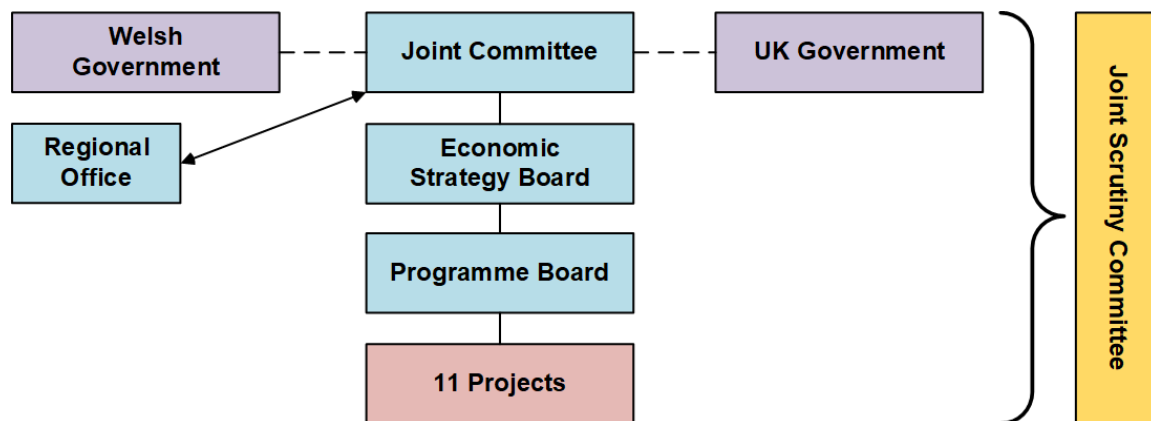 Welsh
Government
Joint Committee
UK Government
Regional
Office
Economic
Strategy Board
Programme Board
11 Projects
Joint Scrutiny Committee